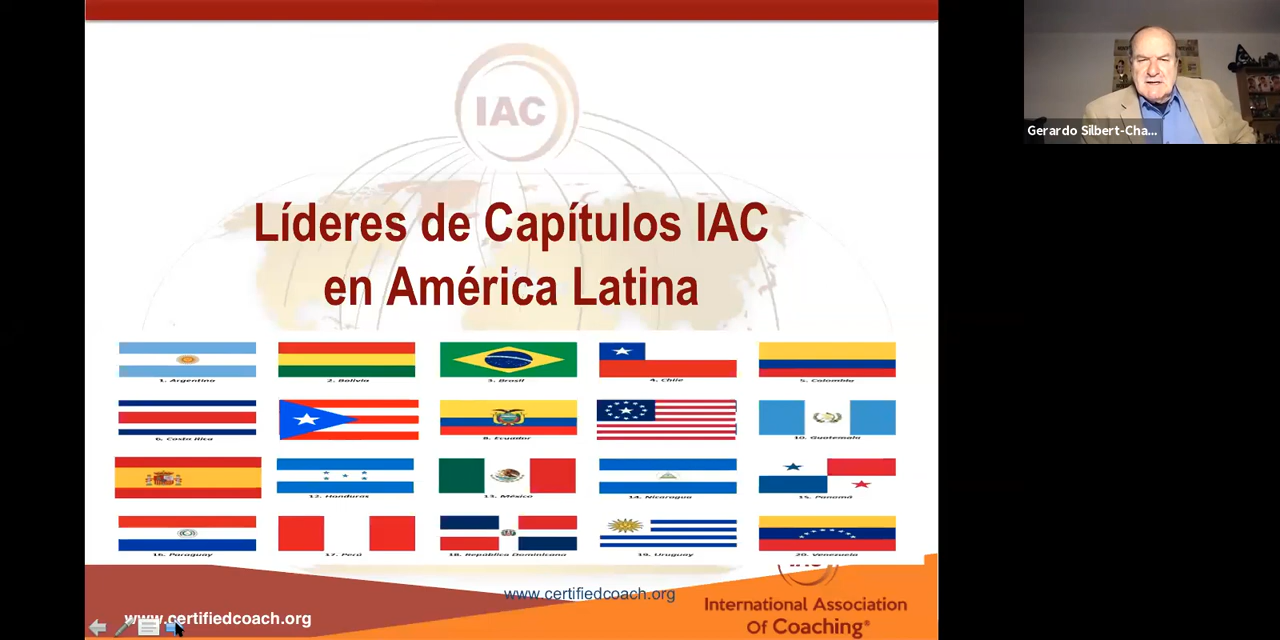 IAC
Líderes de Capítulos IAC
en América Latina
1. Argentina
2. Bolivia
3. Brasil
4. Chile
5. Colombia
6. Costa Rica
8. Ecuador
10. Guatemala
12. Honduras
13. México
14. Nicaragua
15. Panamá
16. Paraguay
17. Perú
18. República Dominicana
19. Uruguay
20. Venezuela
www.certifiedcoach.org
www.certifiedcoach.org
IAC
International Association
Of Coaching®
Gerardo Silbert-Cha...